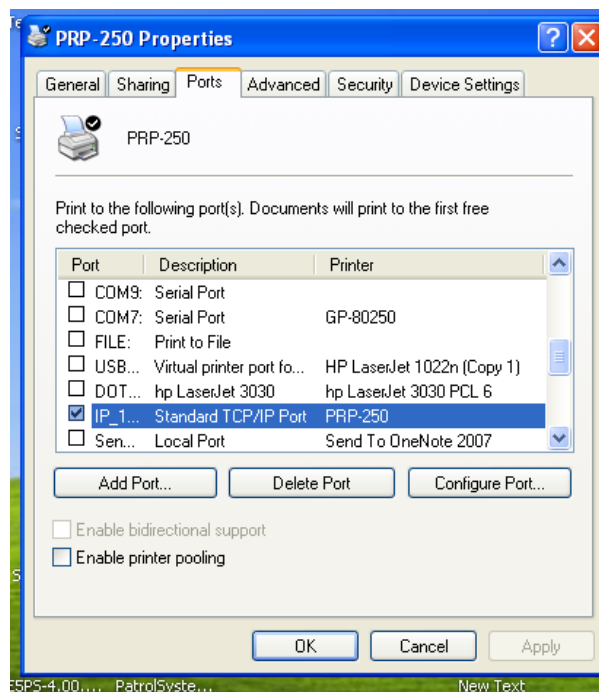 PRP-250 Properties
General Sharing Ports Advanced Security Device Settings
PRP-250
Print to the following port(s). Documents will print to the first free
checked port.
Port Description Printer
COM9: Serial Port
COM7: Serial Port GP-80250
FILE: Print to File
USB... Virtual printer port fo... HP LaserJet 1022n (Copy 1)
DOT... hp LaserJet 3030 hp LaserJet 3030 PCL 6
IP_1... Standard TCP/IP Port PRP-250
Sen... Local Port Send To OneNote 2007
Add Port... Delete Port Configure Port...
Enable bidirectional support
Enable printer pooling
OK Cancel Apply
PatrolSyste... New Text